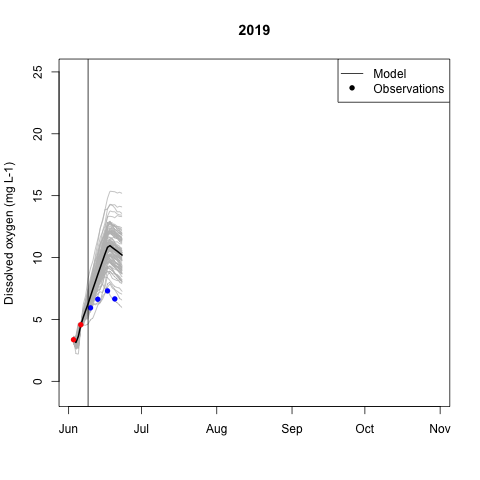 2019
Model
Observations
Dissolved oxygen (mg L-1)
25
20
15
10
5
0
Jun Jul Aug Sep Oct Nov